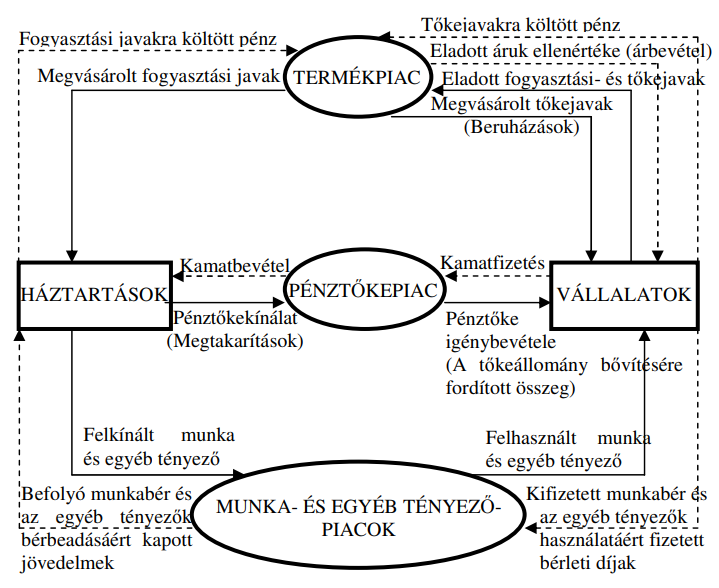 Tőkejavakra költött pénz
Fogyasztási javakra költött pénz
Eladott áruk ellenértéke (árbevétel)
Megvásárolt fogyasztási javak
TERMÉKPIAC
Eladott fogyasztási- és tőkejavak
Megvásárolt tőkejavak
(Beruházások)
Kamatbevétel
Kamatfizetés
HÁZTARTÁSOK
PÉNZTŐKEPIAC
VÁLLALATOK
Pénztőkekínálat
(Megtakarítások)
Pénztőke
igénybevétele
(A tőkeállomány bővítésére
fordított összeg)
Felkínált munka
és egyéb tényező
Felhasznált munka
és egyéb tényező
Befolyó munkabér és
az egyéb tényezők
bérbeadásáért kapott
jövedelmek
MUNKA- ÉS EGYÉB TÉNYEZŐ-
PIACOK
Kifizetett munkabér és
az egyéb tényezők
használatáért fizetett
bérleti díjak